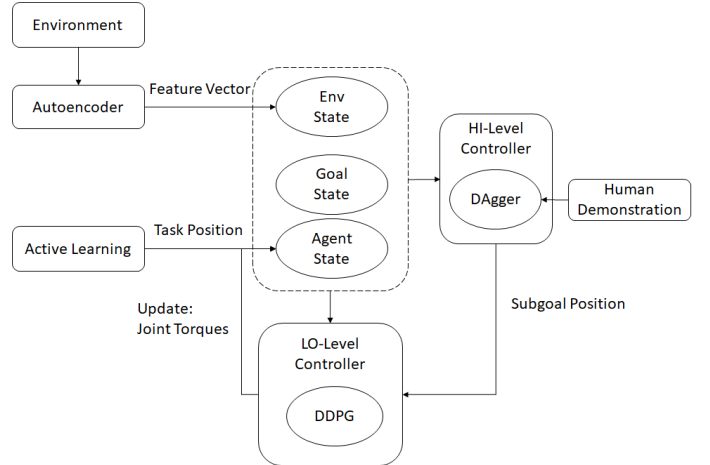 Environment
Autoencoder
Feature Vector
Env
State
Goal
State
Agent
State
Active Learning
Task Position
Update:
Joint Torques
HI-Level
Controller
DAgger
Human
Demonstration
Subgoal Position
LO-Level
Controller
DDPG